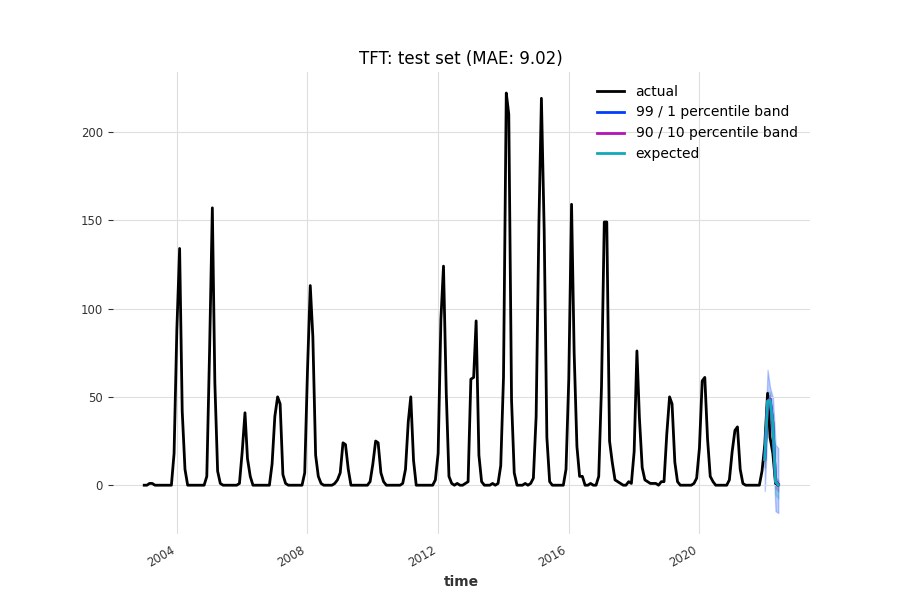 TFT: test set (MAE: 9.02)
actual
99 / 1 percentile band
90 / 10 percentile band
expected
200
150
100
50
0
2004
2008
2012
2016
2020
time